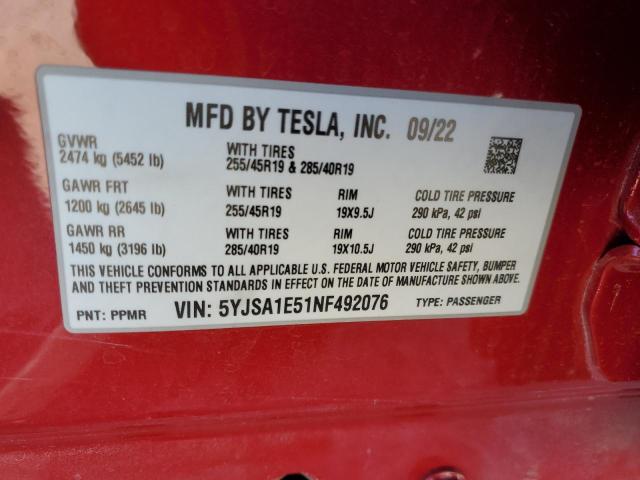 MFD BY TESLA, INC. 09/22
GVWR
2474 kg (5452 lb)
WITH TIRES
255/45R19 & 285/40R19
GAWR FRT
1200 kg (2645 lb)
WITH TIRES
255/45R19
RIM
19X9.5J
COLD TIRE PRESSURE
290 kPa, 42 psi
GAWR RR
1450 kg (3196 lb)
WITH TIRES
285/40R19
RIM
19X10.5J
COLD TIRE PRESSURE
290 kPa, 42 psi
THIS VEHICLE CONFORMS TO ALL APPLICABLE U.S. FEDERAL MOTOR VEHICLE SAFETY, BUMPER
AND THEFT PREVENTION STANDARDS IN EFFECT ON THE DATE OF MANUFACTURE SHOWN ABOVE.
PNT: PPMR VIN: 5YJSA1E51NF492076 TYPE: PASSENGER